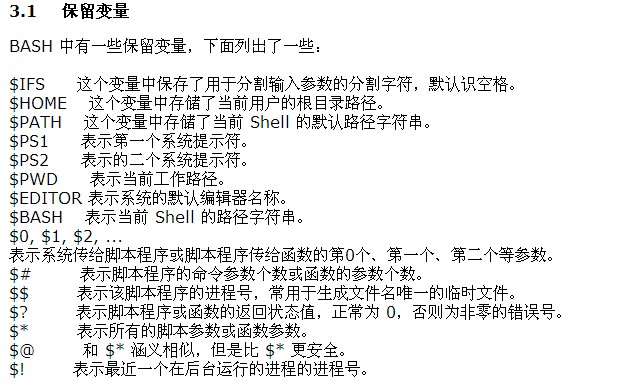 3.1 保留变量
BASH 中有一些保留变量，下面列出了一些：
$IFS 这个变量中保存了用于分割输入参数的分割字符，默认识空格。
$HOME 这个变量中存储了当前用户的根目录路径。
$PATH 这个变量中存储了当前 Shell 的默认路径字符串。
$PS1 表示第一个系统提示符。
$PS2 表示的二个系统提示符。
$PWD 表示当前工作路径。
$EDITOR 表示系统的默认编辑器名称。
$BASH 表示当前 Shell 的路径字符串。
$0, $1, $2, ...
表示系统传给脚本程序或脚本程序传给函数的第0个、第一个、第二个等参数。
$# 表示脚本程序的命令参数个数或函数的参数个数。
$$ 表示该脚本程序的进程号，常用于生成文件名唯一的临时文件。
$? 表示脚本程序或函数的返回状态值，正常为 0，否则为非零的错误号。
$* 表示所有的脚本参数或函数参数。
$@ 和 $* 涵义相似，但是比 $* 更安全。
$! 表示最近一个在后台运行的进程的进程号。